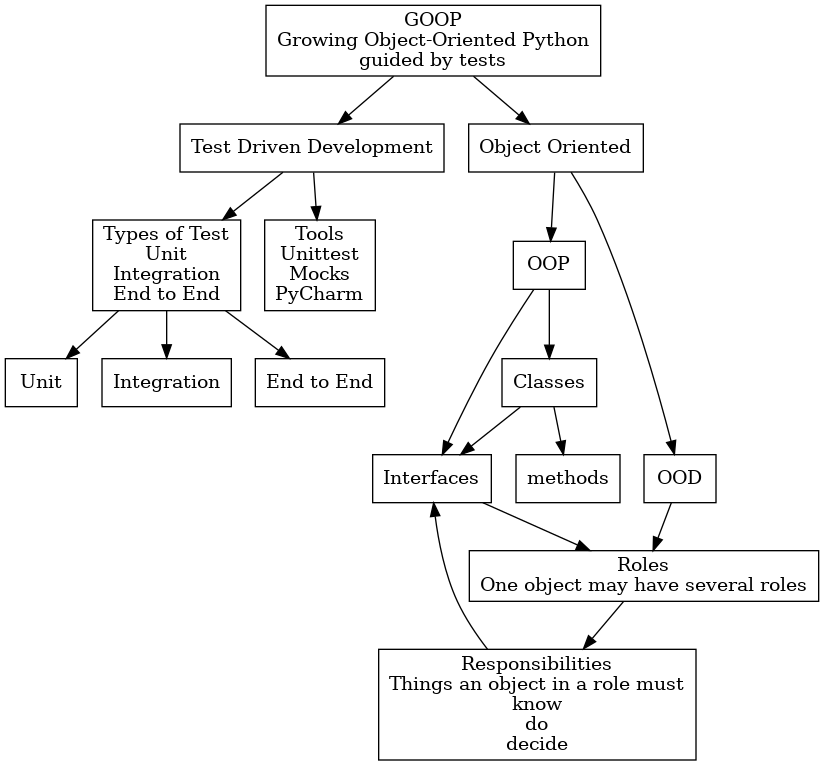 GOOP
Growing Object-Oriented Python
guided by tests
Test Driven Development
Object Oriented
Types of Test
Unit
Integration
End to End
Tools
Unittest
Mocks
PyCharm
OOP
Unit
Integration
End to End
Classes
Interfaces
methods
OOD
Roles
One object may have several roles
Responsibilities
Things an object in a role must
know
do
decide